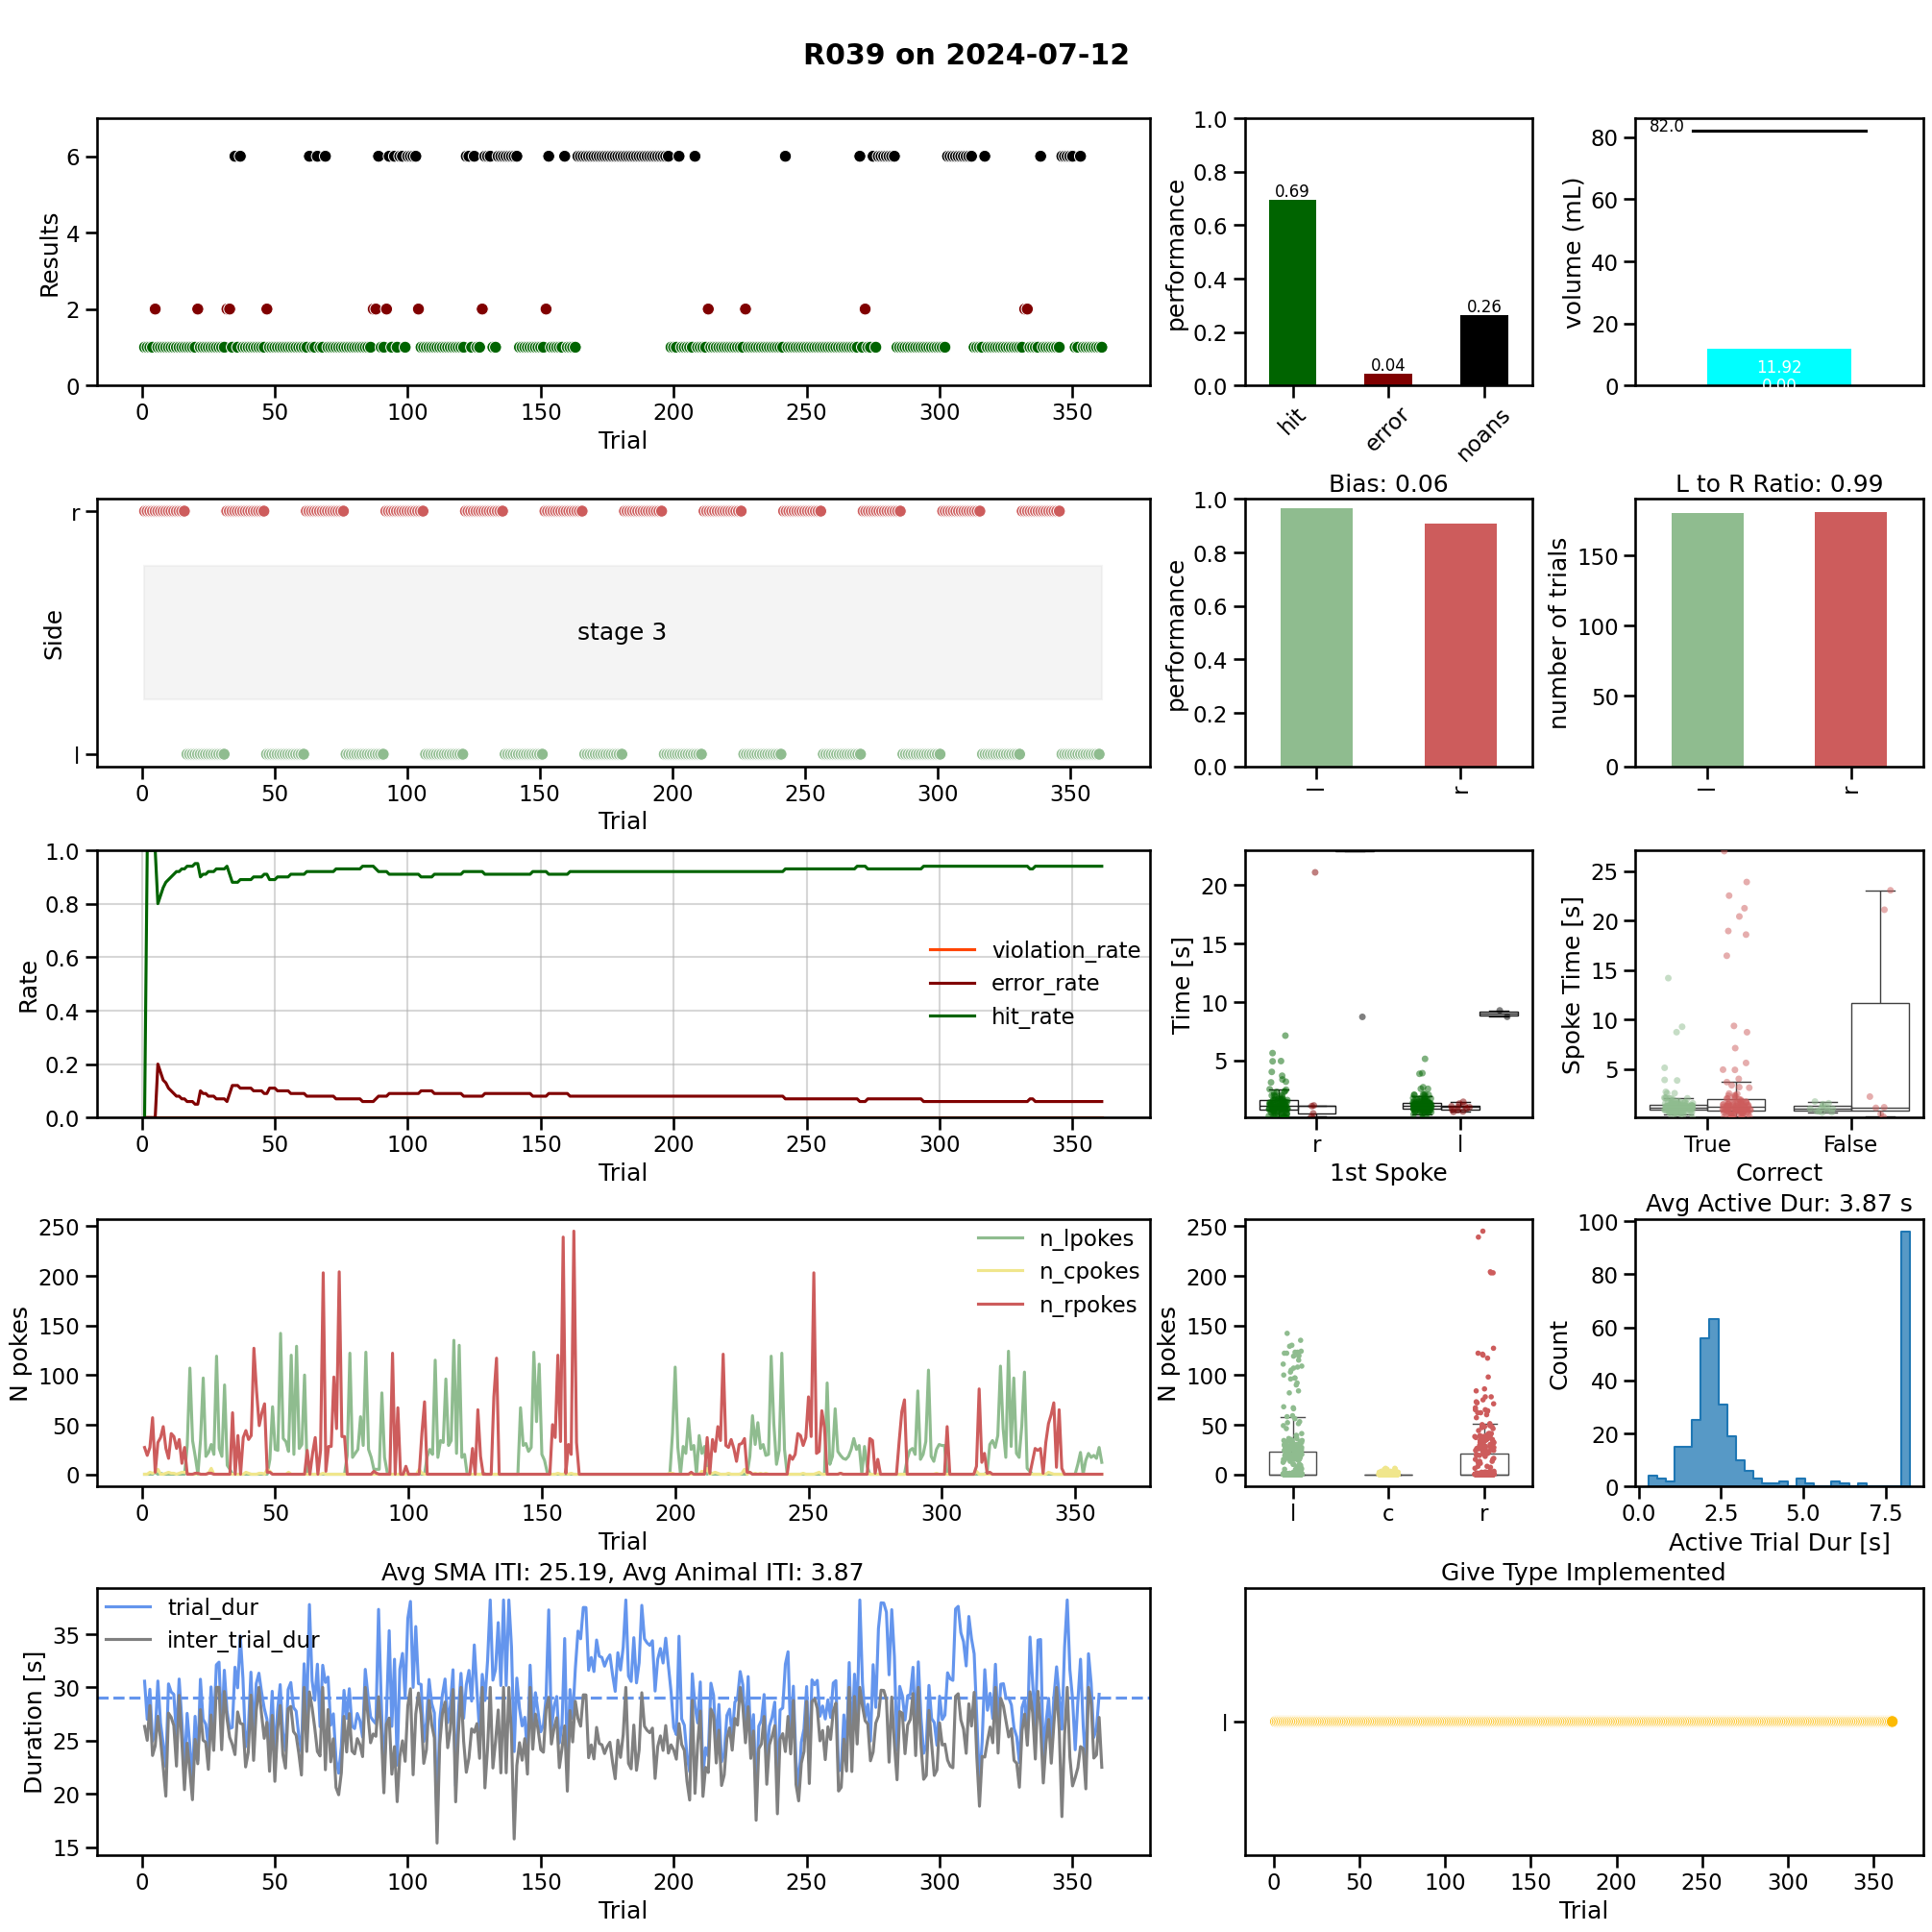 R039 on 2024-07-12
Results
6
4
2
0
0 50 100 150 200 250 300 350
Trial
performance
1.0
0.8
0.6
0.4
0.2
0.0
0.69
0.04
0.26
hit error noans
volume (mL)
80
60
40
20
0
82.0
11.92
0.00
Side
r
l
stage 3
0 50 100 150 200 250 300 350
Trial
Bias: 0.06
performance
1.0
0.8
0.6
0.4
0.2
0.0
l r
L to R Ratio: 0.99
number of trials
150
100
50
0
l r
Rate
1.0
0.8
0.6
0.4
0.2
0.0
violation_rate
error_rate
hit_rate
0 50 100 150 200 250 300 350
Trial
Time [s]
20
15
10
5
r l
1st Spoke
Spoke Time [s]
25
20
15
10
5
True False
Correct
N pokes
250
200
150
100
50
0
n_lpokes
n_cpokes
n_rpokes
0 50 100 150 200 250 300 350
Trial
N pokes
250
200
150
100
50
0
l c r
Avg Active Dur: 3.87 s
Count
100
80
60
40
20
0
0.0 2.5 5.0 7.5
Active Trial Dur [s]
Avg SMA ITI: 25.19, Avg Animal ITI: 3.87
Duration [s]
35
30
25
20
15
trial_dur
inter_trial_dur
0 50 100 150 200 250 300 350
Trial
Give Type Implemented
l
0 50 100 150 200 250 300 350
Trial